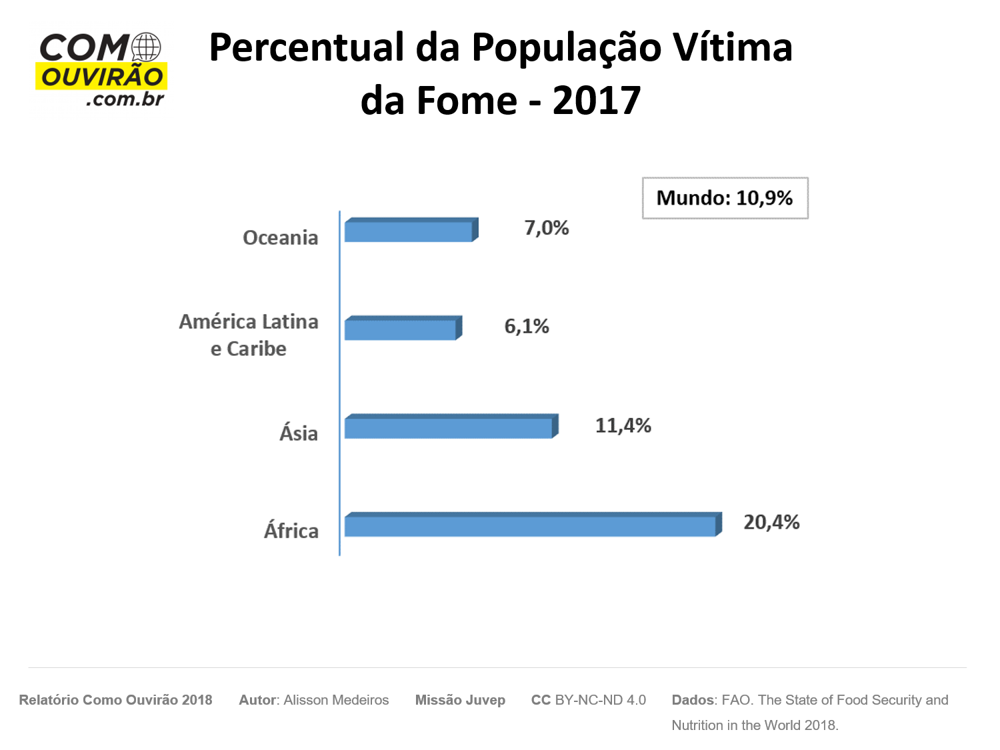 COMO
OUVIRÃO
.com.br
Percentual da População Vítima
da Fome - 2017
Mundo: 10,9%
Oceania
7,0%
América Latina
e Caribe
6,1%
Ásia
11,4%
África
20,4%
Relatório Como Ouvirão 2018 Autor: Alisson Medeiros Missão Juvep CC BY-NC-ND 4.0 Dados: FAO. The State of Food Security and
Nutrition in the World 2018.